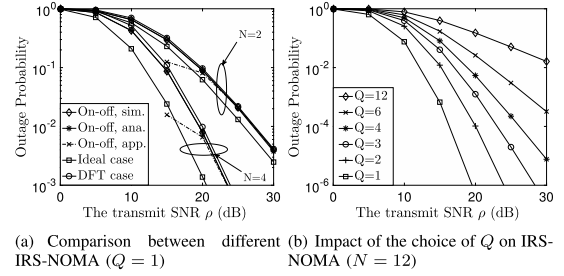 10^0
10^-1
10^-2
10^-3
Outage Probability
N=2
N=4
On-off, sim.
On-off, ana.
On-off, app.
Ideal case
DFT case
0 10 20 30
The transmit SNR ρ (dB)
10^0
10^-2
10^-4
10^-6
Outage Probability
Q=12
Q=6
Q=4
Q=3
Q=2
Q=1
0 10 20 30
The transmit SNR ρ (dB)
(a) Comparison between different
IRS-NOMA (Q = 1)
(b) Impact of the choice of Q on IRS-
NOMA (N = 12)